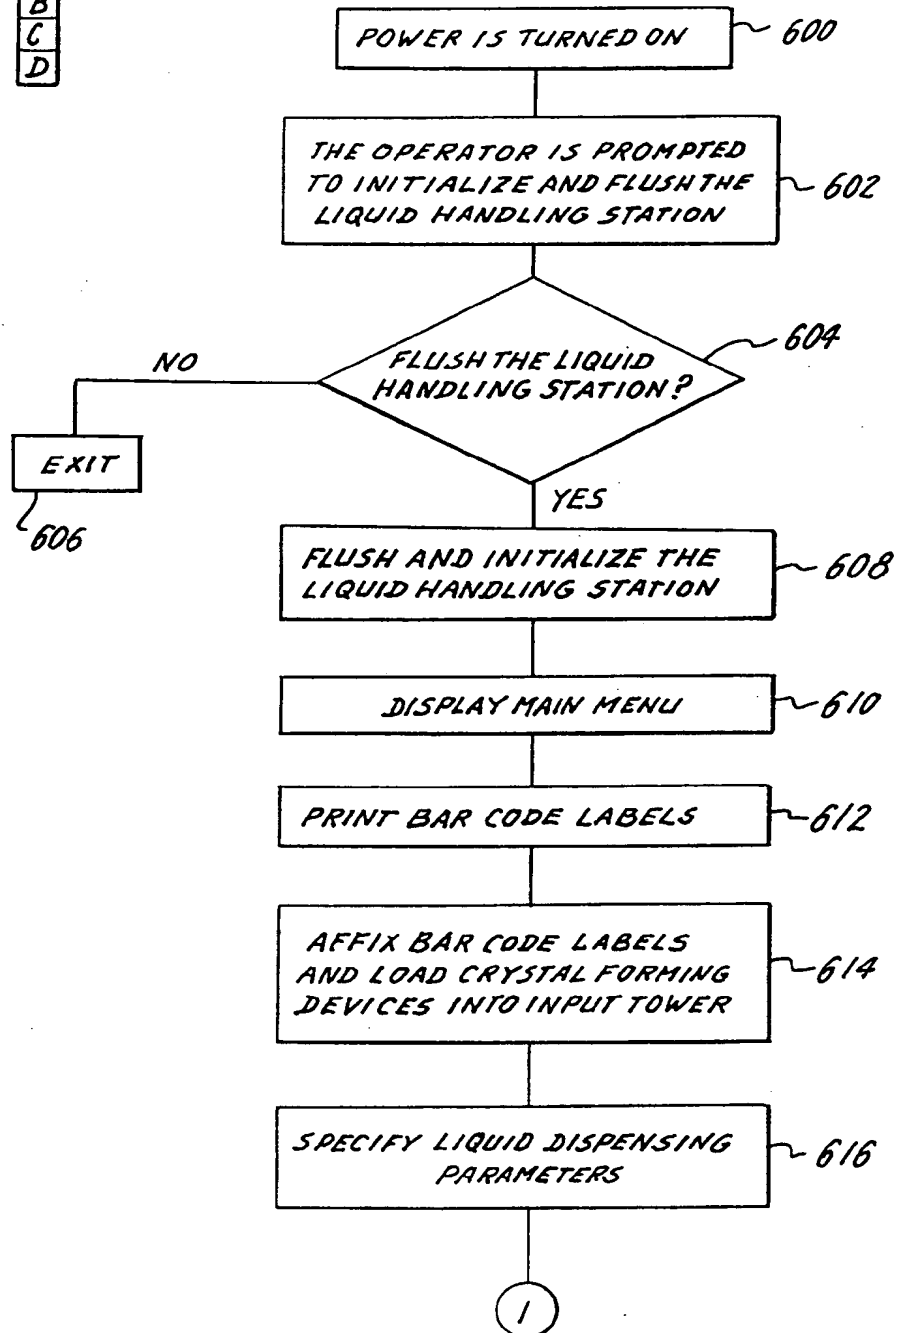 B
C
D
POWER IS TURNED ON
600
THE OPERATOR IS PROMPTED
TO INITIALIZE AND FLUSH THE
LIQUID HANDLING STATION
602
FLUSH THE LIQUID
HANDLING STATION?
604
NO
EXIT
606
YES
FLUSH AND INITIALIZE THE
LIQUID HANDLING STATION
608
DISPLAY MAIN MENU
610
PRINT BAR CODE LABELS
612
AFFIX BAR CODE LABELS
AND LOAD CRYSTAL FORMING
DEVICES INTO INPUT TOWER
614
SPECIFY LIQUID DISPENSING
PARAMETERS
616
1